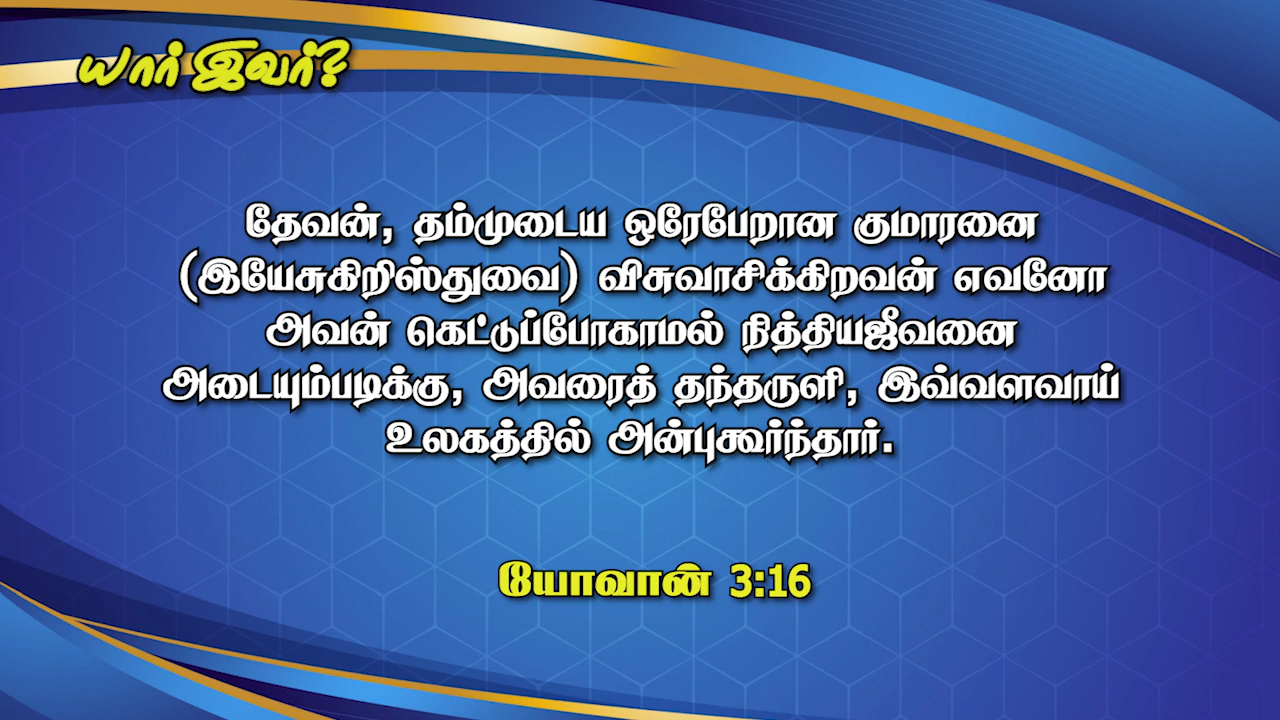 யார் இவர்?
தேவன், தம்முடைய ஒரேபேறான குமாரனை
(இயேசுகிறிஸ்துவை) விசுவாசிக்கிறவன் எவனோ
அவன் கெட்டுப்போகாமல் நித்தியஜீவனை
அடையும்படிக்கு, அவரைத் தந்தருளி, இவ்வளவாய்
உலகத்தில் அன்புகூர்ந்தார்.
யோவான் 3:16